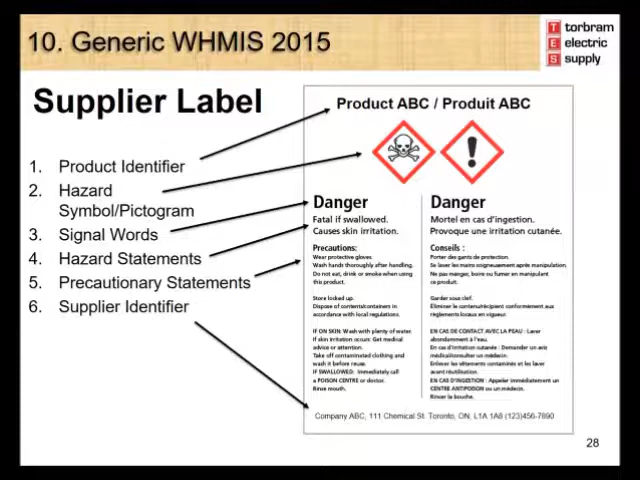 10. Generic WHMIS 2015
torbram
electric
supply
T
E
S
Supplier Label
1. Product Identifier
2. Hazard
Symbol/Pictogram
3. Signal Words
4. Hazard Statements
5. Precautionary Statements
6. Supplier Identifier
Product ABC / Produit ABC
Danger
Fatal if swallowed.
Causes skin irritation.
Precautions:
Wear protective gloves.
Wash hands thoroughly after handling.
Do not eat, drink or smoke when using
this product.
Store locked up.
Dispose of contents/containers in
accordance with local regulations.
IF ON SKIN: Wash with plenty of water.
If skin irritation occurs: Get medical
advice or attention.
Take off contaminated clothing and
wash it before reuse.
IF SWALLOWED: Immediately call
a POISON CENTRE or doctor.
Rinse mouth.
Danger
Mortel en cas d'ingestion.
Provoque une irritation cutanée.
Conseils :
Porter des gants de protection.
Se laver les mains soigneusement après manipulation.
Ne pas manger, boire ou fumer en manipulant
ce produit.
Garder sous clef.
Éliminer le contenu/récipient conformément aux
règlements locaux en vigueur.
EN CAS DE CONTACT AVEC LA PEAU : Laver
abondamment à l'eau.
En cas d'irritation cutanée : Demander un avis
médical/consulter un médecin.
Enlever les vêtements contaminés et les laver
avant réutilisation.
EN CAS D'INGESTION : Appeler immédiatement un
CENTRE ANTIPOISON ou un médecin.
Rincer la bouche.
Company ABC, 111 Chemical St. Toronto, ON, L1A 1A8 (123)456-7890
28